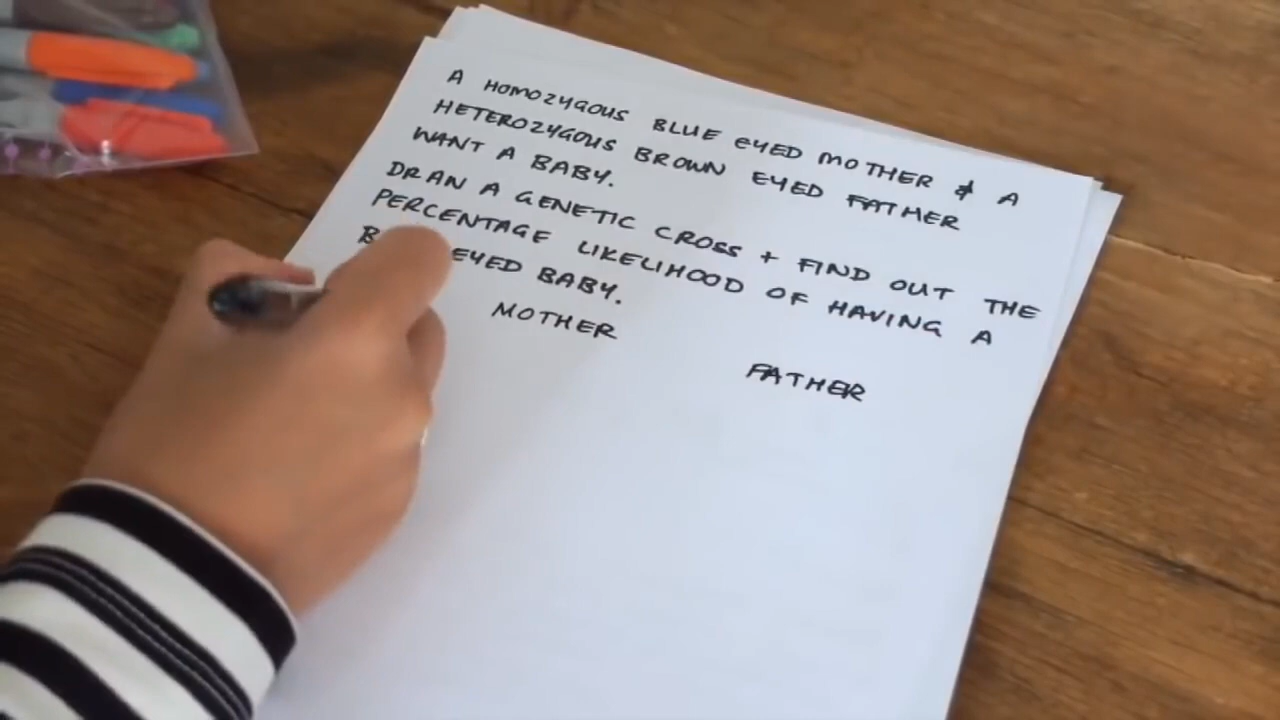 A HOMOZYGOUS BLUE EYED MOTHER & A
HETEROZYGOUS BROWN EYED FATHER
WANT A BABY.
DRAN A GENETIC CROSS + FIND OUT THE
PERCENTAGE LIKELIHOOD OF HAVING A
EYED BABY.
MOTHER
FATHER